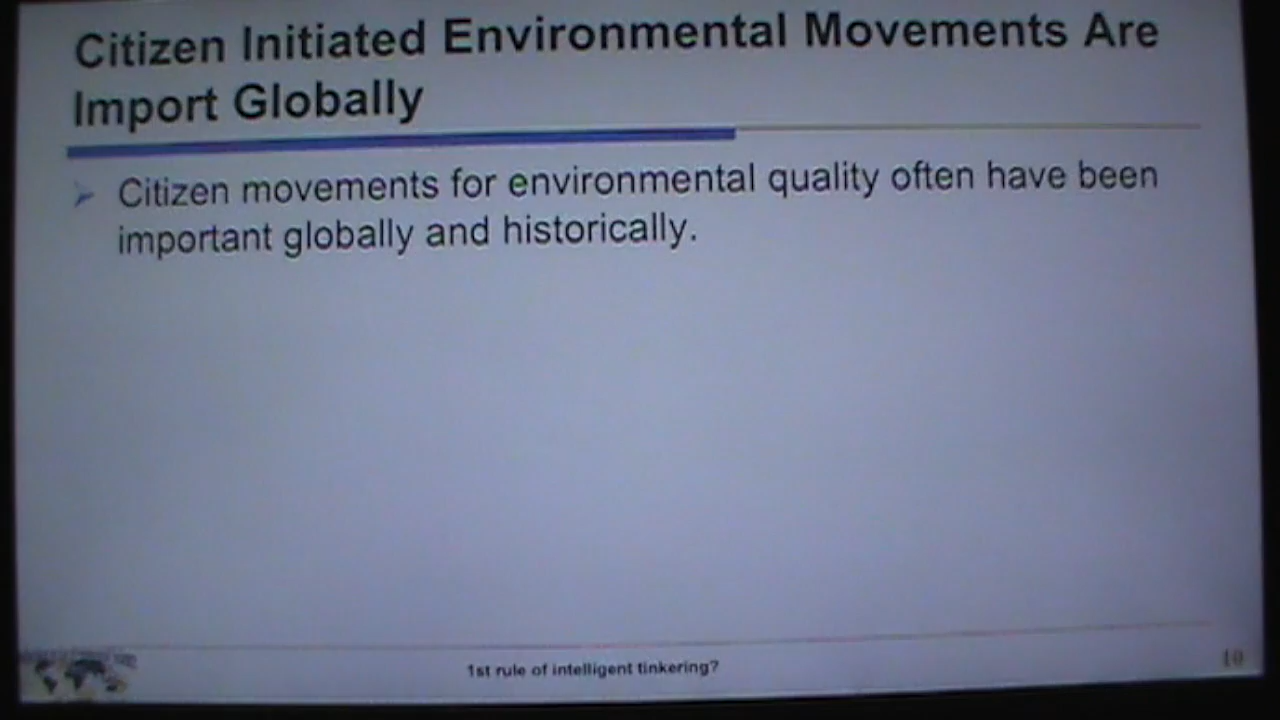 Citizen Initiated Environmental Movements Are
Import Globally
Citizen movements for environmental quality often have been
important globally and historically.
1st rule of intelligent tinkering?
10